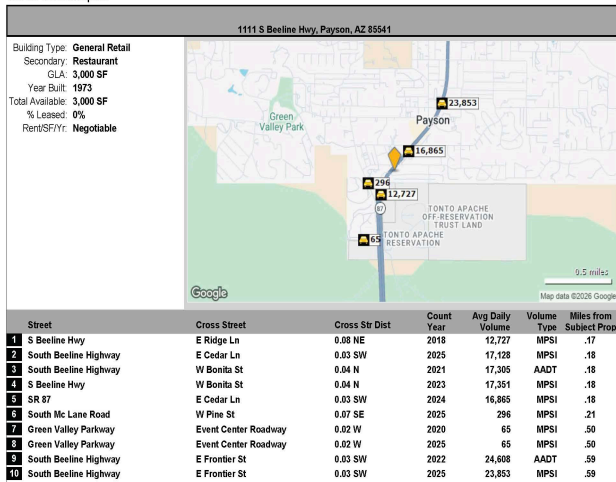 1111 S Beeline Hwy, Payson, AZ 85541
Building Type: General Retail
Secondary: Restaurant
GLA: 3,000 SF
Year Built: 1973
Total Available: 3,000 SF
% Leased: 0%
Rent/SF/Yr: Negotiable
23,853
Green
Valley Park
Payson
16,865
296
12,727
87
TONTO APACHE
OFF-RESERVATION
TRUST LAND
TONTO APACHE
RESERVATION
65
0.5 miles
Google
Map data ©2026 Google
Street Cross Street Cross Str Dist Count Year Avg Daily Volume Volume Type Miles from Subject Prop
1 S Beeline Hwy E Ridge Ln 0.08 NE 2018 12,727 MPSI .17
2 South Beeline Highway E Cedar Ln 0.03 SW 2025 17,128 MPSI .18
3 South Beeline Highway W Bonita St 0.04 N 2021 17,305 AADT .18
4 S Beeline Hwy W Bonita St 0.04 N 2023 17,351 MPSI .18
5 SR 87 E Cedar Ln 0.03 SW 2024 16,865 MPSI .18
6 South Mc Lane Road W Pine St 0.07 SE 2025 296 MPSI .21
7 Green Valley Parkway Event Center Roadway 0.02 W 2020 65 MPSI .50
8 Green Valley Parkway Event Center Roadway 0.02 W 2025 65 MPSI .50
9 South Beeline Highway E Frontier St 0.03 SW 2022 24,608 AADT .59
10 South Beeline Highway E Frontier St 0.03 SW 2025 23,853 MPSI .59